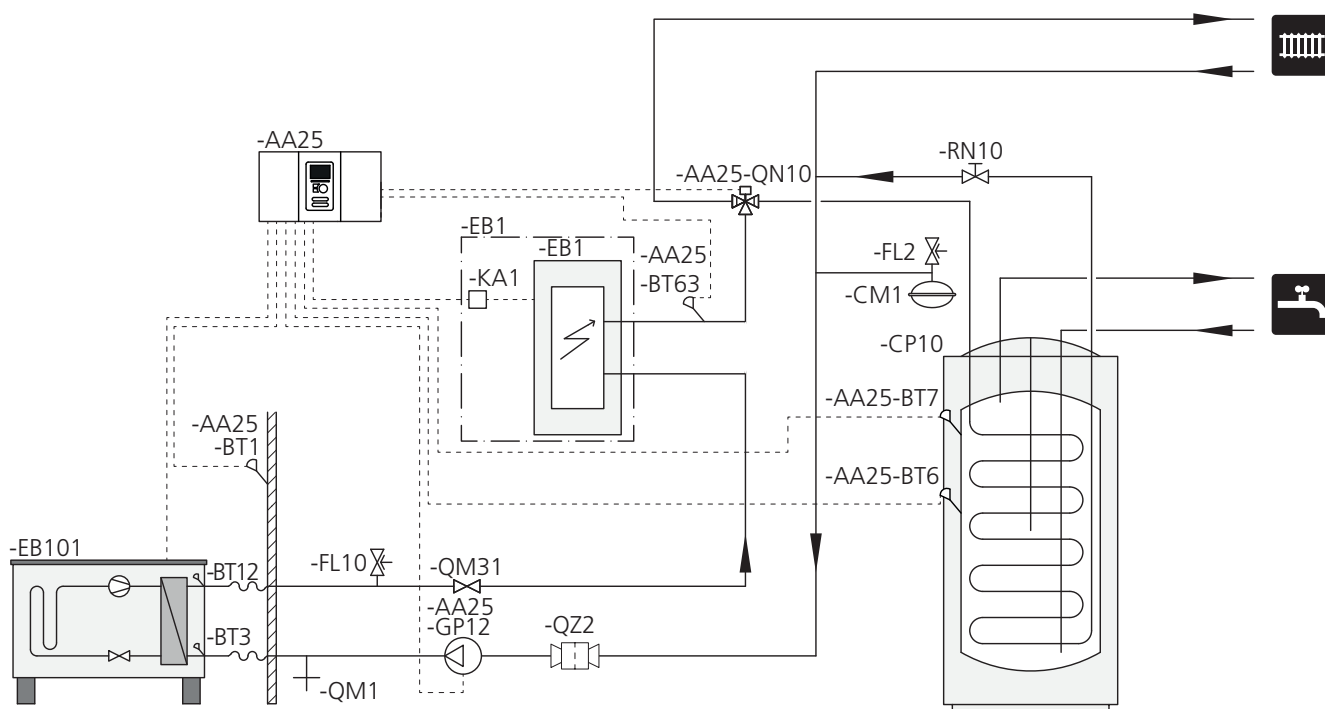 -AA25
-AA25-QN10
-RN10
-EB1
-EB1
-AA25
-BT63
-KA1
-FL2
-CM1
-CP10
-AA25-BT7
-AA25
-BT1
-AA25-BT6
-EB101
-BT12
-FL10
-QM31
-AA25
-GP12
-QZ2
-BT3
-QM1